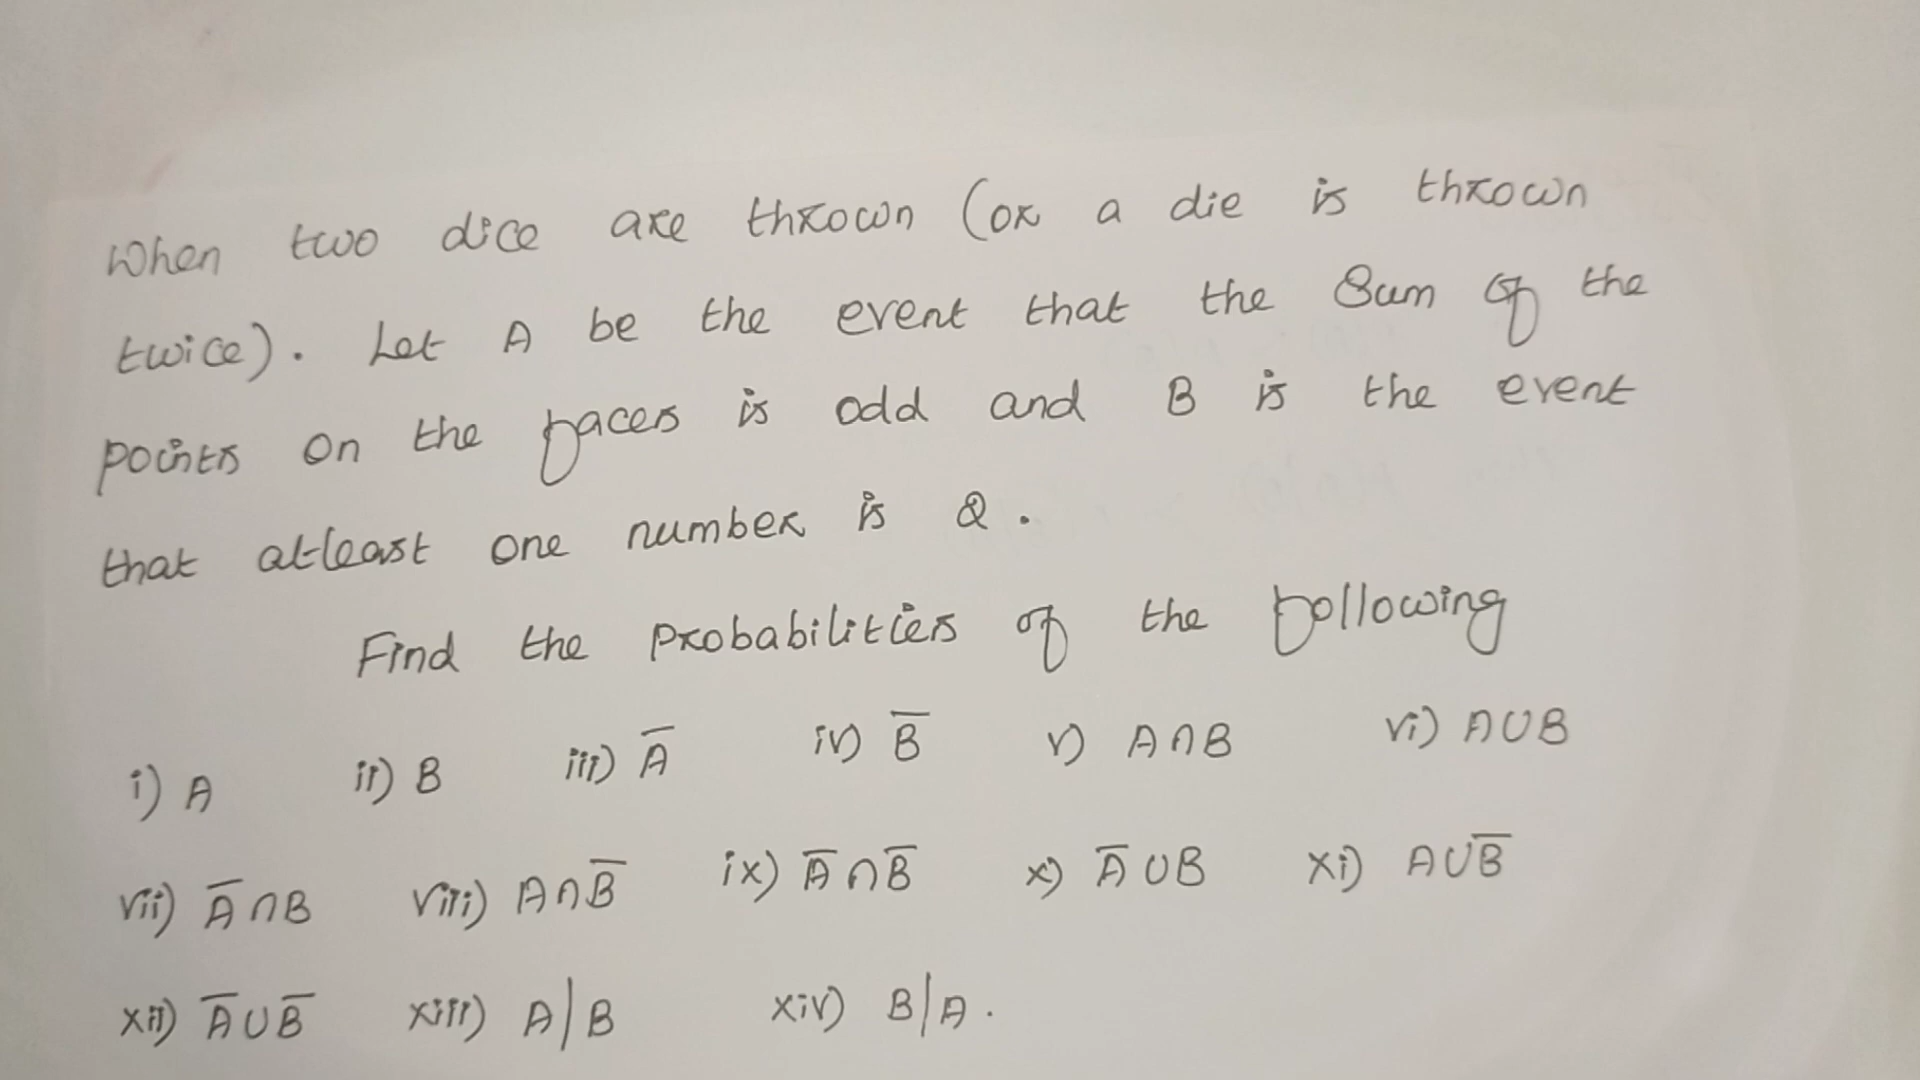 When two dice are thrown (or a die is thrown
twice). Let A be the event that the Sum of the
points on the faces is odd and B is the event
that atleast one number is 2.
Find the probabilities of the following
i) A ii) B iii) A̅ iv) B̅ v) A∩B vi) A∪B
vii) A̅∩B viii) A∩B̅ ix) A̅∩B̅ x) A̅∪B xi) A∪B̅
xii) A̅∪B̅ xiii) A|B xiv) B|A.